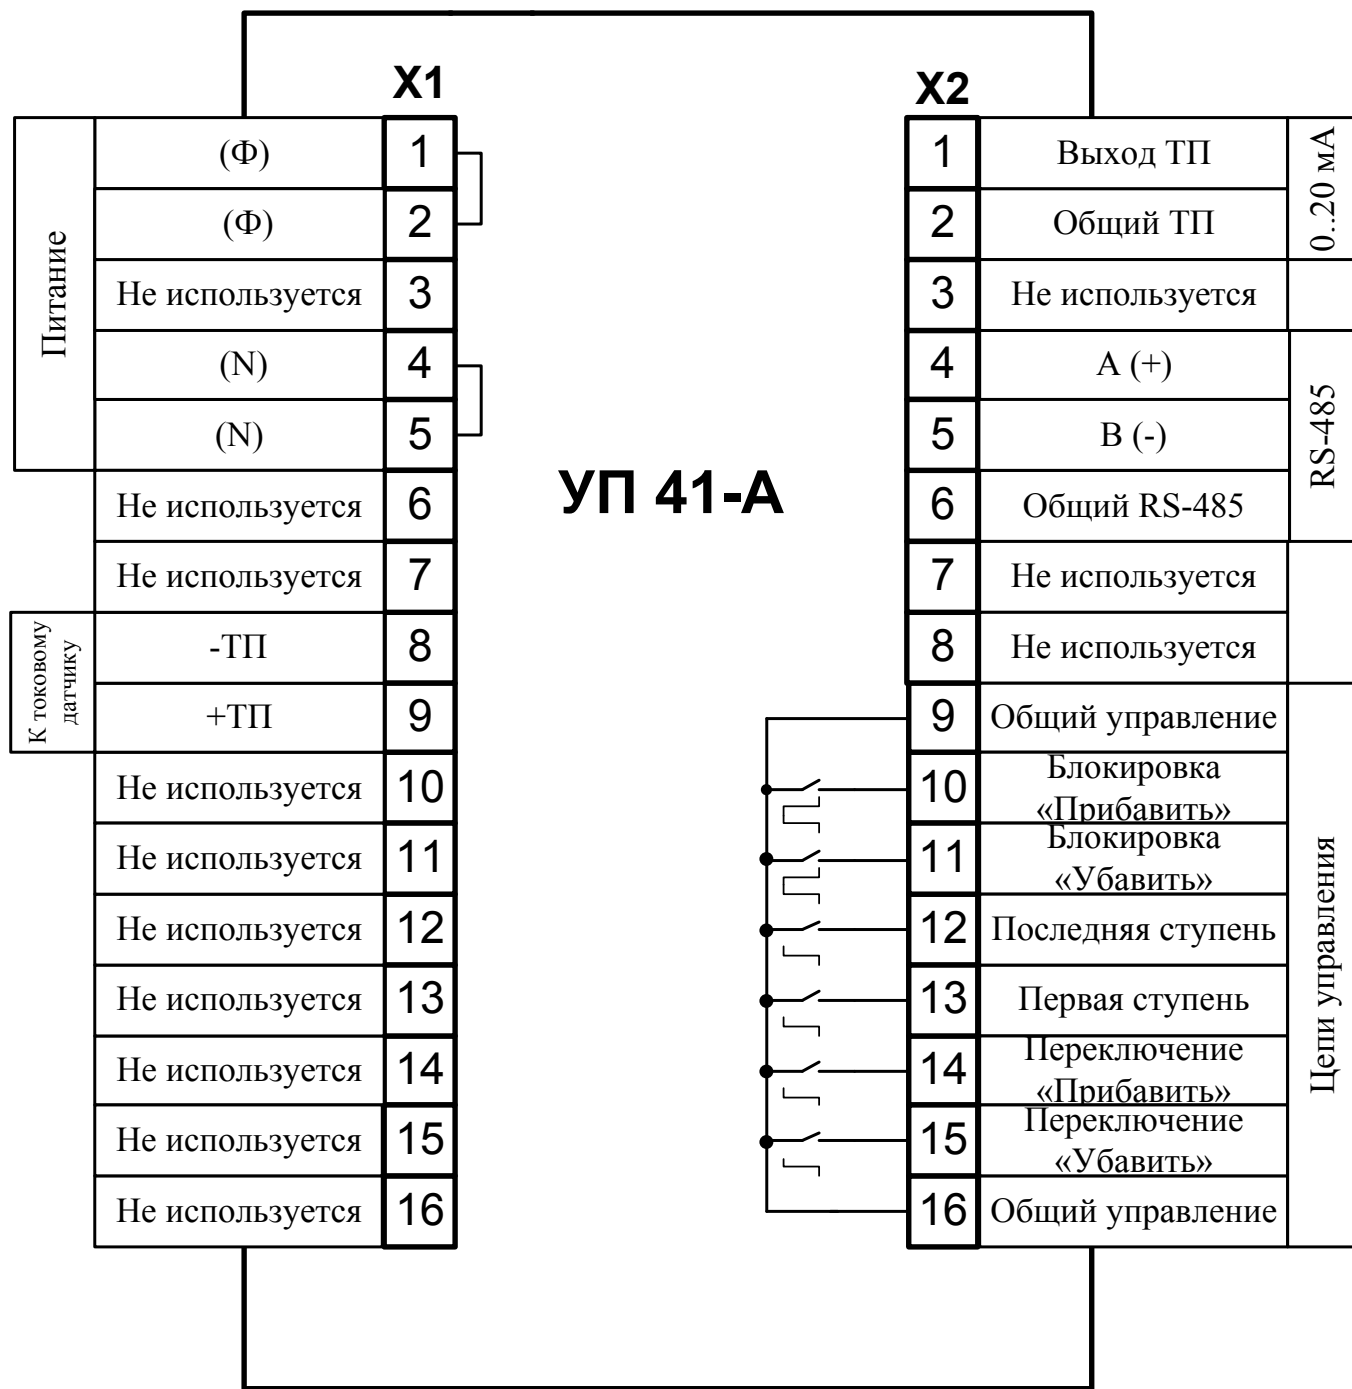 X1
X2
Питание
(Ф)
1
(Ф)
2
Не используется
3
(N)
4
(N)
5
Не используется
6
Не используется
7
К токовому
датчику
-ТП
8
+ТП
9
Не используется
10
Не используется
11
Не используется
12
Не используется
13
Не используется
14
Не используется
15
Не используется
16
УП 41-А
1
Выход ТП
2
Общий ТП
0..20 мА
3
Не используется
4
А (+)
5
В (-)
6
Общий RS-485
RS-485
7
Не используется
8
Не используется
9
Общий управление
10
Блокировка
«Прибавить»
11
Блокировка
«Убавить»
12
Последняя ступень
13
Первая ступень
14
Переключение
«Прибавить»
15
Переключение
«Убавить»
16
Общий управление
Цепи управления